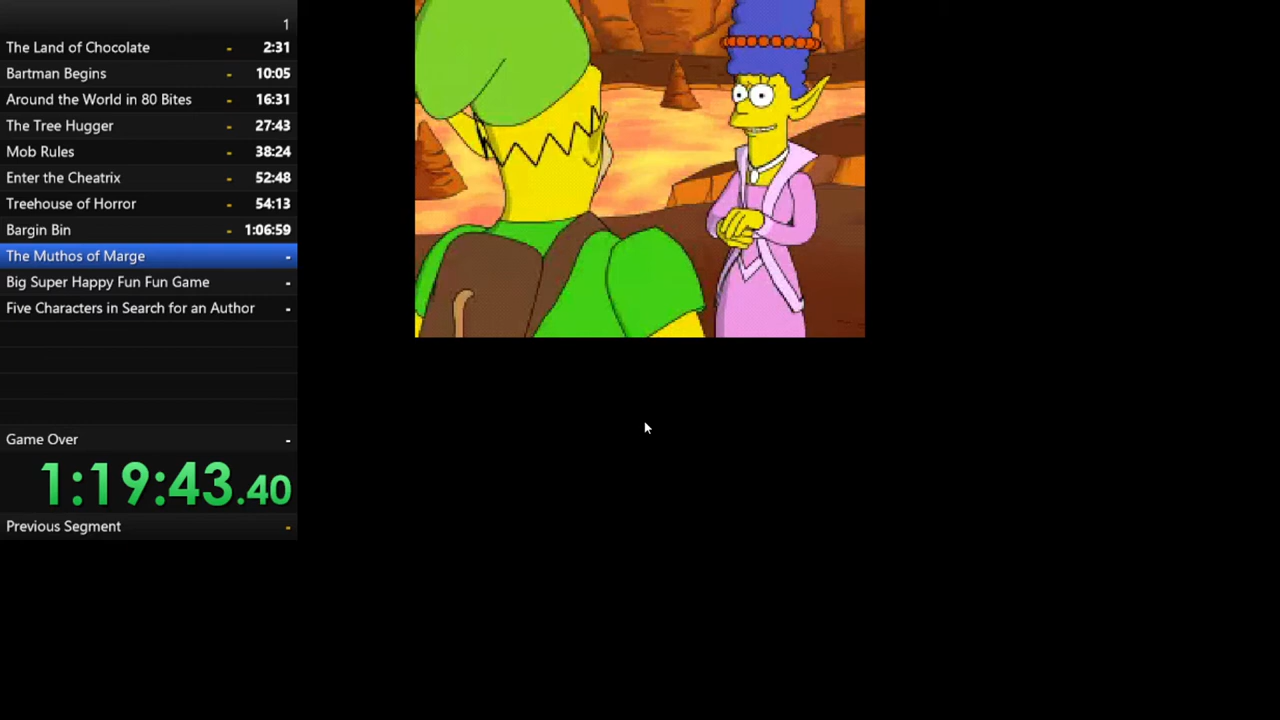 1
The Land of Chocolate - 2:31
Bartman Begins - 10:05
Around the World in 80 Bites - 16:31
The Tree Hugger - 27:43
Mob Rules - 38:24
Enter the Cheatrix - 52:48
Treehouse of Horror - 54:13
Bargin Bin - 1:06:59
The Muthos of Marge -
Big Super Happy Fun Fun Game -
Five Characters in Search for an Author -
Game Over -
1:19:43.40
Previous Segment -